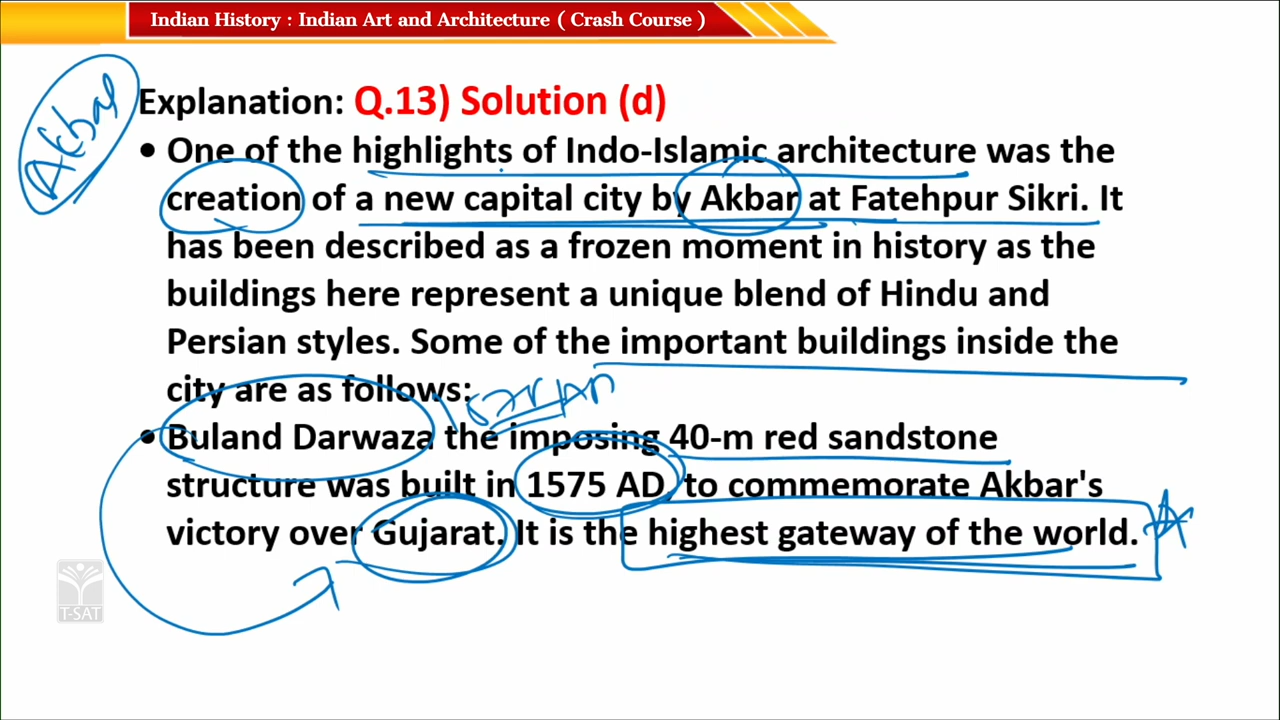 Indian History : Indian Art and Architecture ( Crash Course )
Akbar
Explanation: Q.13) Solution (d)
• One of the highlights of Indo-Islamic architecture was the
creation of a new capital city by Akbar at Fatehpur Sikri. It
has been described as a frozen moment in history as the
buildings here represent a unique blend of Hindu and
Persian styles. Some of the important buildings inside the
city are as follows:
• Buland Darwaza the imposing 40-m red sandstone
structure was built in 1575 AD, to commemorate Akbar's
victory over Gujarat. It is the highest gateway of the world.
T-SAT